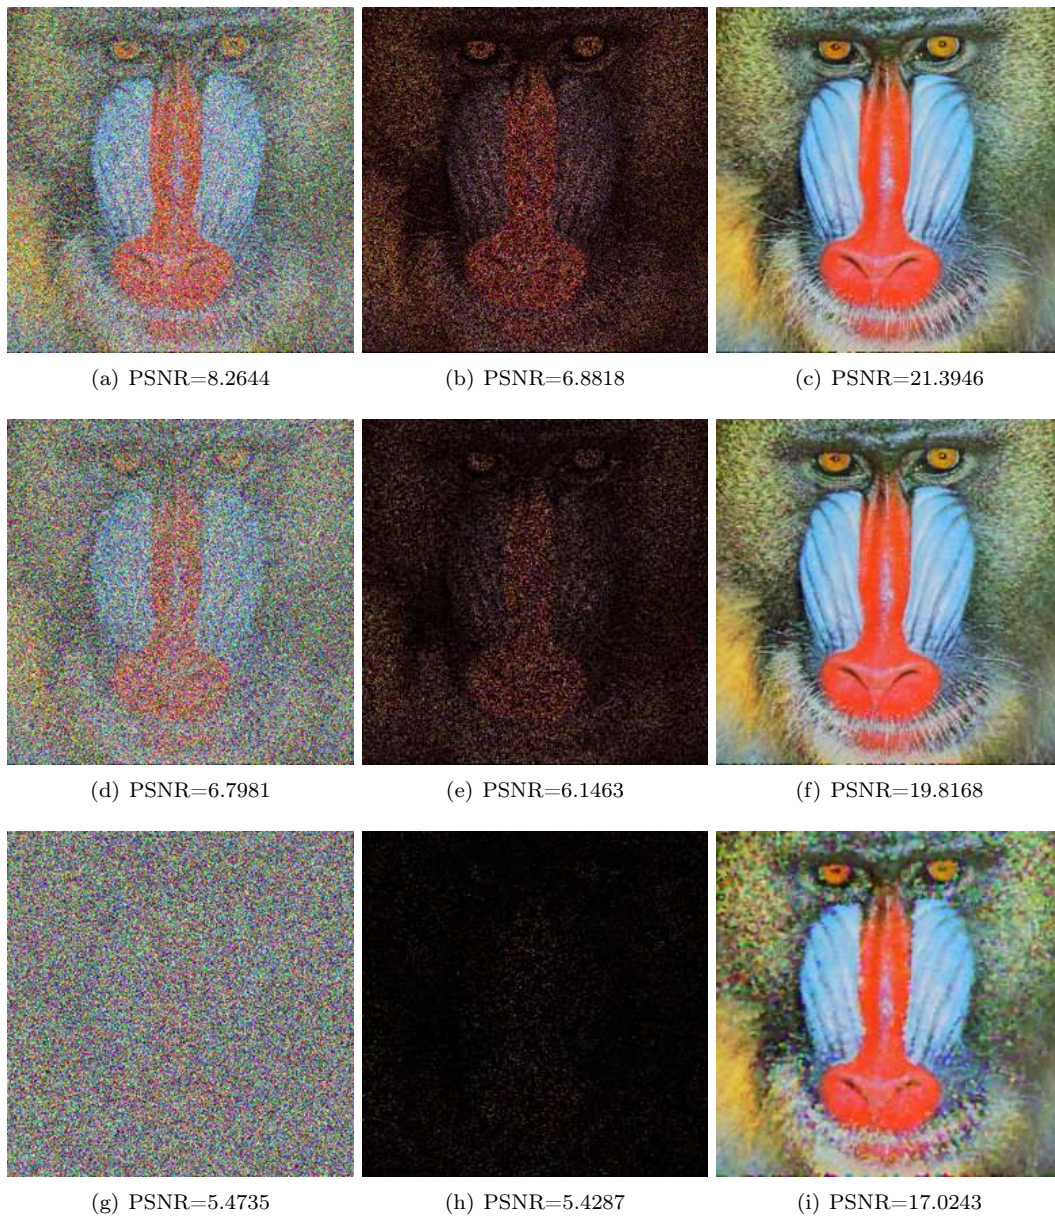 (a) PSNR=8.2644
(b) PSNR=6.8818
(c) PSNR=21.3946
(d) PSNR=6.7981
(e) PSNR=6.1463
(f) PSNR=19.8168
(g) PSNR=5.4735
(h) PSNR=5.4287
(i) PSNR=17.0243